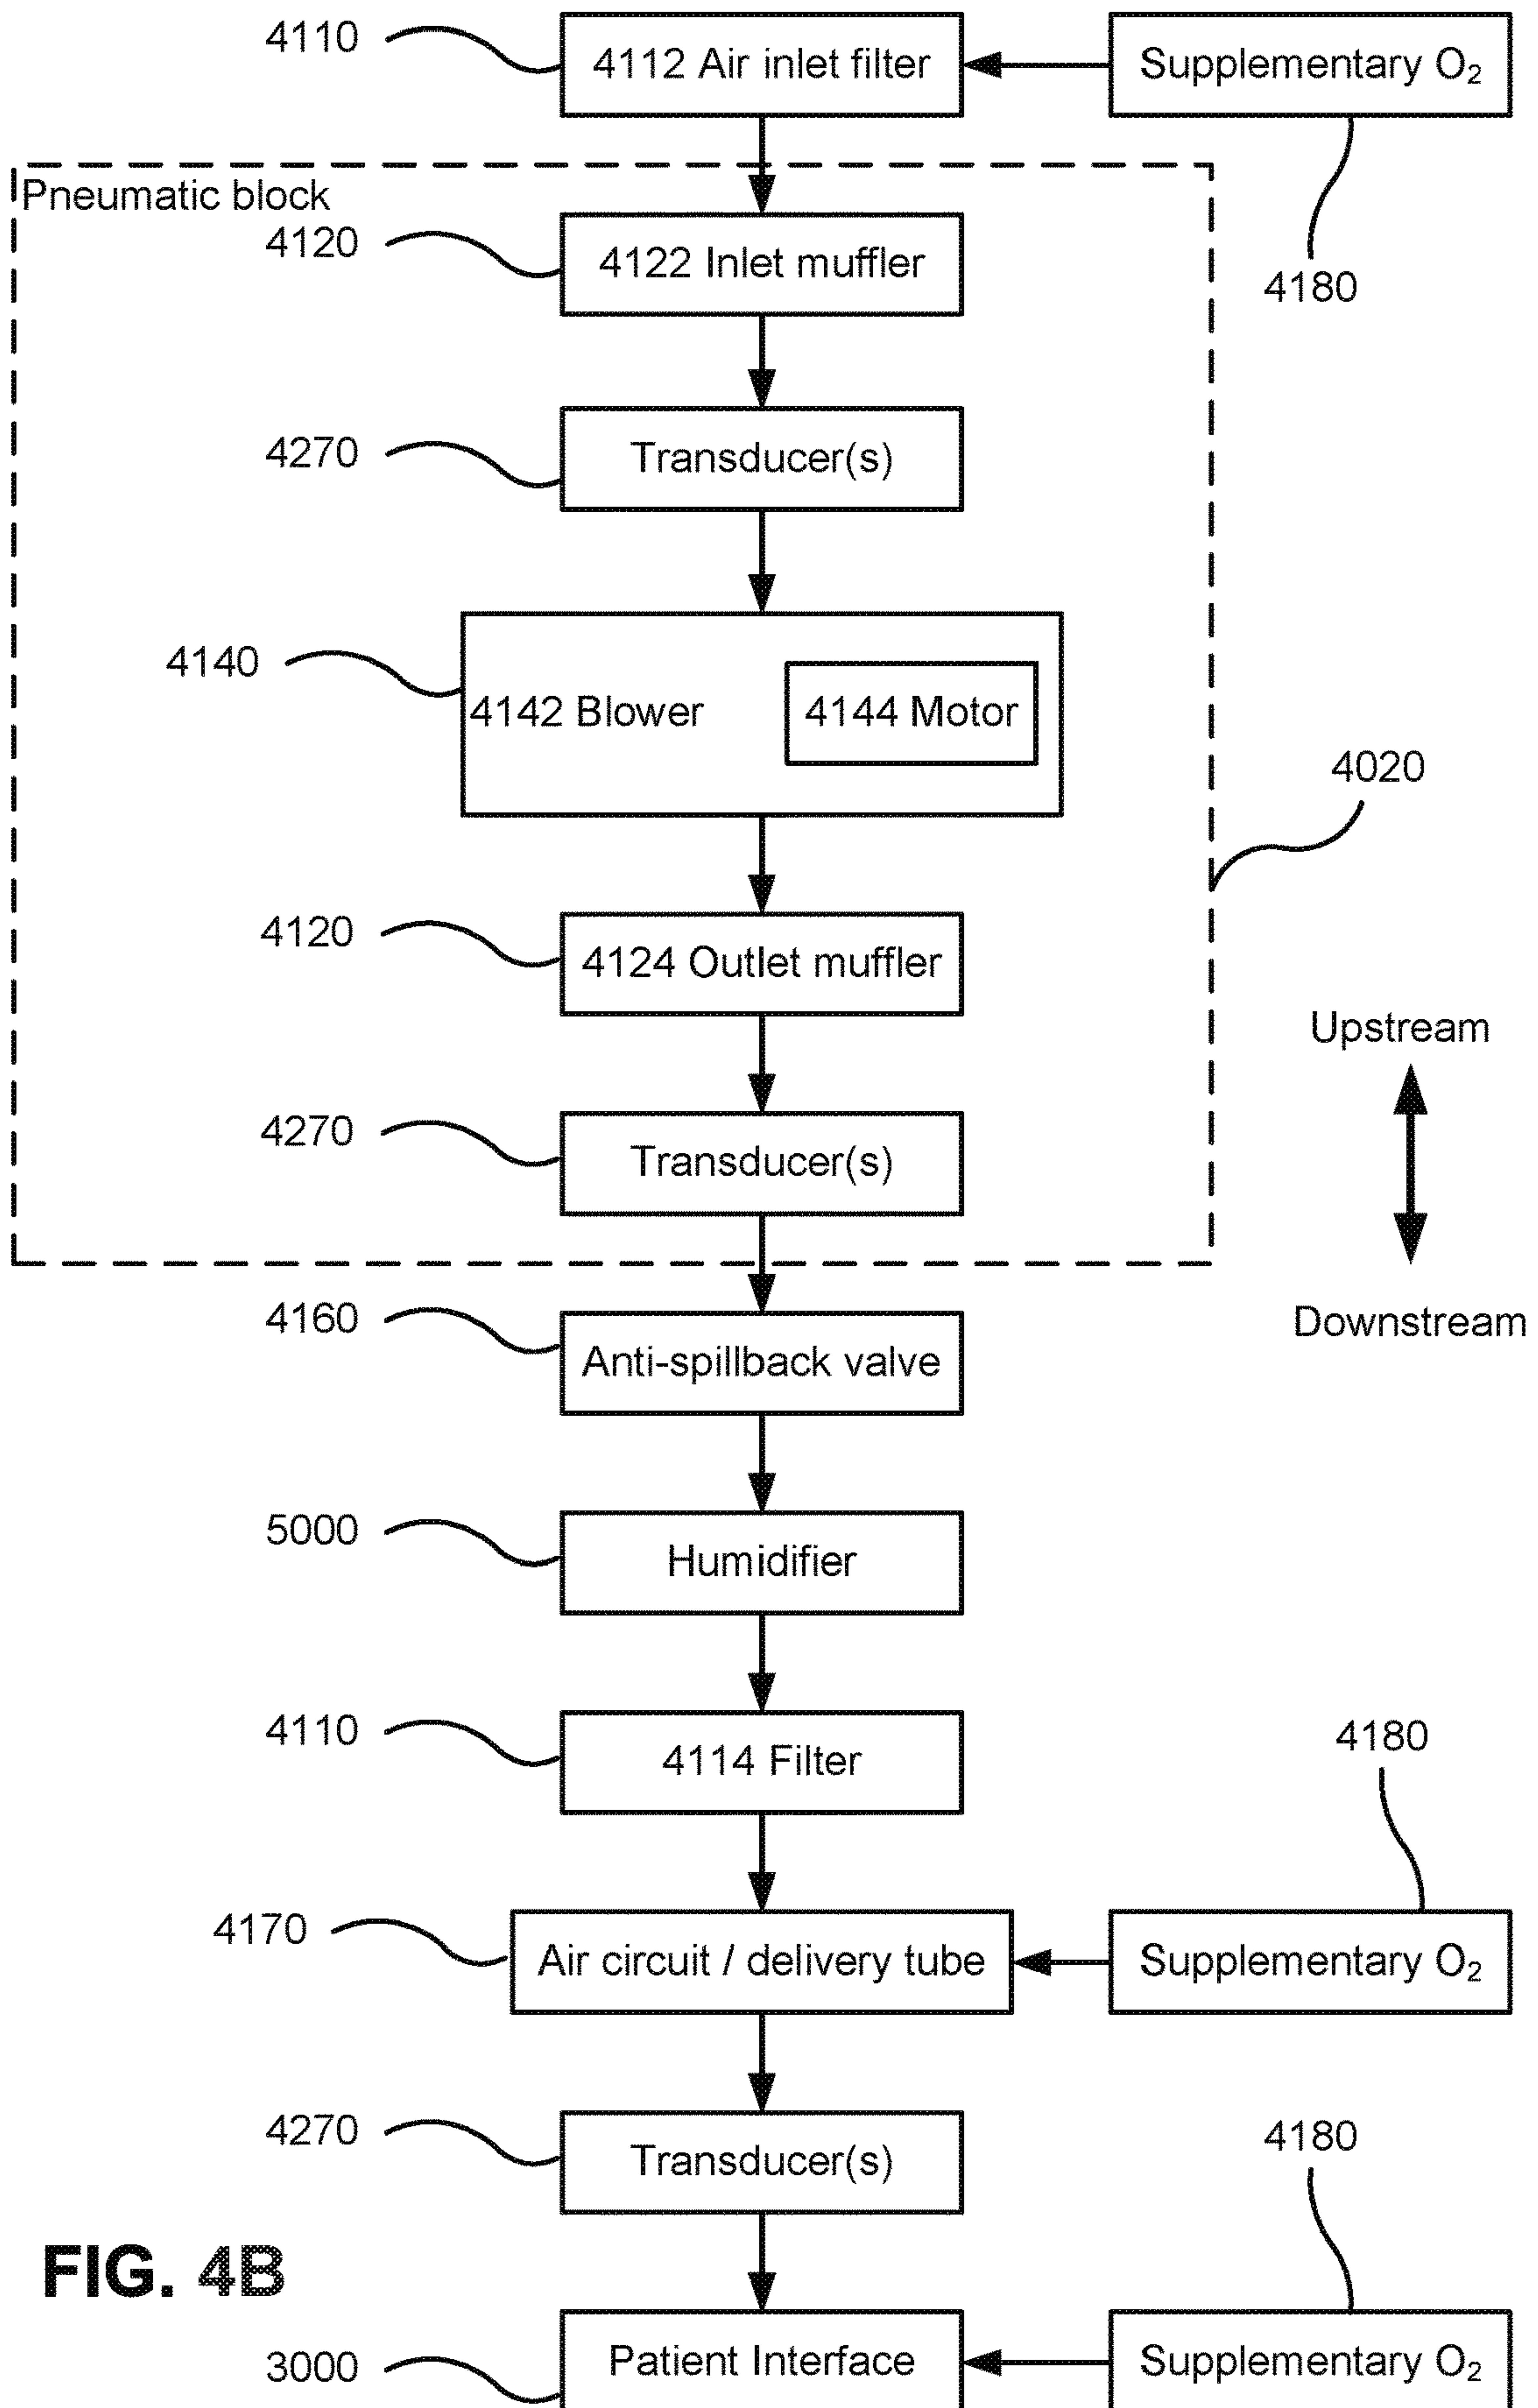 4110
4112 Air inlet filter
Supplementary O₂
Pneumatic block
4120
4122 Inlet muffler
4180
4270
Transducer(s)
4140
4142 Blower
4144 Motor
4020
4120
4124 Outlet muffler
Upstream
4270
Transducer(s)
4160
Anti-spillback valve
Downstream
5000
Humidifier
4110
4114 Filter
4180
4170
Air circuit / delivery tube
Supplementary O₂
4270
Transducer(s)
4180
FIG. 4B
3000
Patient Interface
Supplementary O₂